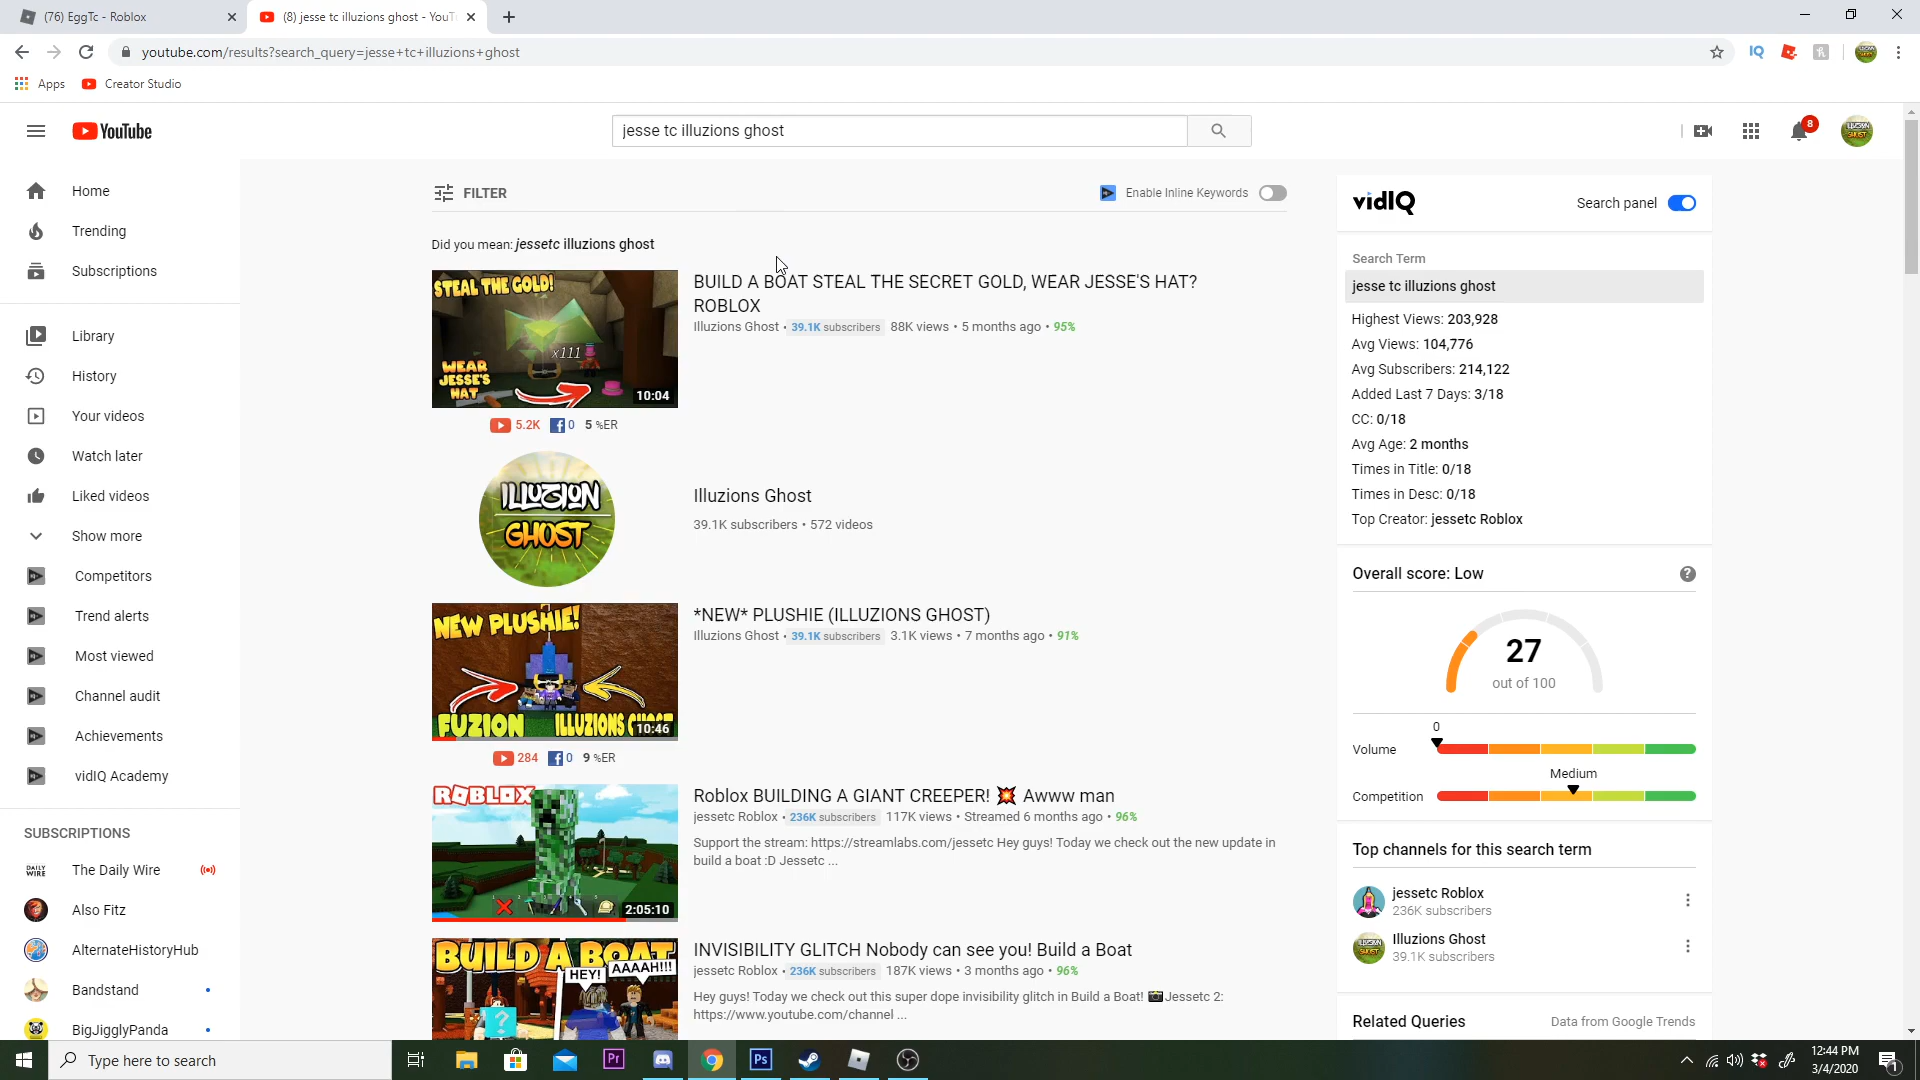 (76) EggTc - Roblox
(8) jesse tc illuzions ghost - YouT
youtube.com/results?search_query=jesse+tc+illuzions+ghost
Apps
Creator Studio
YouTube
jesse tc illuzions ghost
8
Home
Trending
Subscriptions
Library
History
Your videos
Watch later
Liked videos
Show more
Competitors
Trend alerts
Most viewed
Channel audit
Achievements
vidIQ Academy
SUBSCRIPTIONS
The Daily Wire
Also Fitz
AlternateHistoryHub
Bandstand
BigJigglyPanda
FILTER
Enable Inline Keywords
Did you mean: jessetc illuzions ghost
STEAL THE GOLD!
x111
WEAR
JESSE'S
HAT
10:04
BUILD A BOAT STEAL THE SECRET GOLD, WEAR JESSE'S HAT?
ROBLOX
Illuzions Ghost • 39.1K subscribers 88K views • 5 months ago • 95%
5.2K 0 5 %ER
ILLUZION
GHOST
Illuzions Ghost
39.1K subscribers • 572 videos
NEW PLUSHIE!
FUZION
ILLUZIONS GHOST
10:46
*NEW* PLUSHIE (ILLUZIONS GHOST)
Illuzions Ghost • 39.1K subscribers 3.1K views • 7 months ago • 91%
284 0 9 %ER
ROBLOX
2:05:10
Roblox BUILDING A GIANT CREEPER! 💥 Awww man
jessetc Roblox • 236K subscribers 117K views • Streamed 6 months ago • 96%
Support the stream: https://streamlabs.com/jessetc Hey guys! Today we check out the new update in
build a boat :D Jessetc ...
BUILD A BOAT
HEY!
AAAAH!!!
?
INVISIBILITY GLITCH Nobody can see you! Build a Boat
jessetc Roblox • 236K subscribers 187K views • 3 months ago • 96%
Hey guys! Today we check out this super dope invisibility glitch in Build a Boat! 📸Jessetc 2:
https://www.youtube.com/channel ...
vidIQ
Search panel
Search Term
jesse tc illuzions ghost
Highest Views: 203,928
Avg Views: 104,776
Avg Subscribers: 214,122
Added Last 7 Days: 3/18
CC: 0/18
Avg Age: 2 months
Times in Title: 0/18
Times in Desc: 0/18
Top Creator: jessetc Roblox
Overall score: Low
27
out of 100
0
Volume
Medium
Competition
Top channels for this search term
jessetc Roblox
236K subscribers
Illuzions Ghost
39.1K subscribers
Related Queries
Data from Google Trends
Type here to search
Pr
Ps
12:44 PM
3/4/2020
1